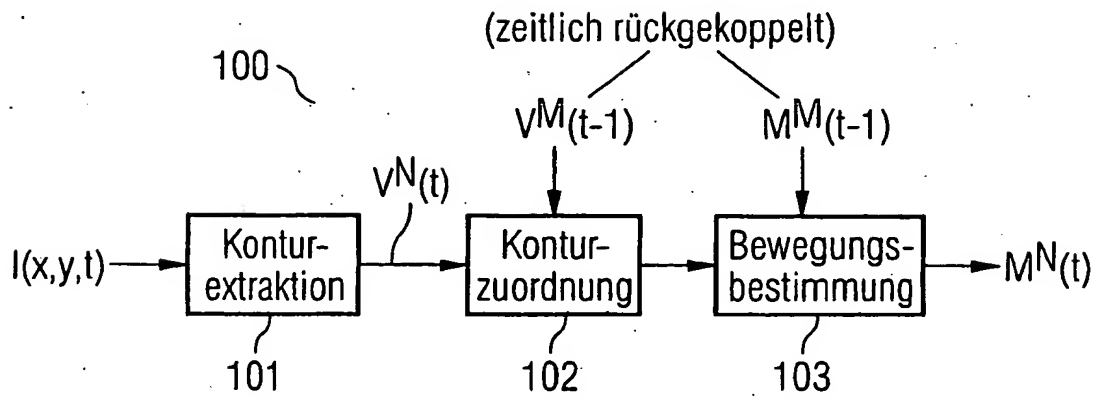 (zeitlich rückgekoppelt)
100
V^M(t-1)
M^M(t-1)
V^N(t)
I(x,y,t)
Kontur-
extraktion
Kontur-
zuordnung
Bewegungs-
bestimmung
M^N(t)
101
102
103